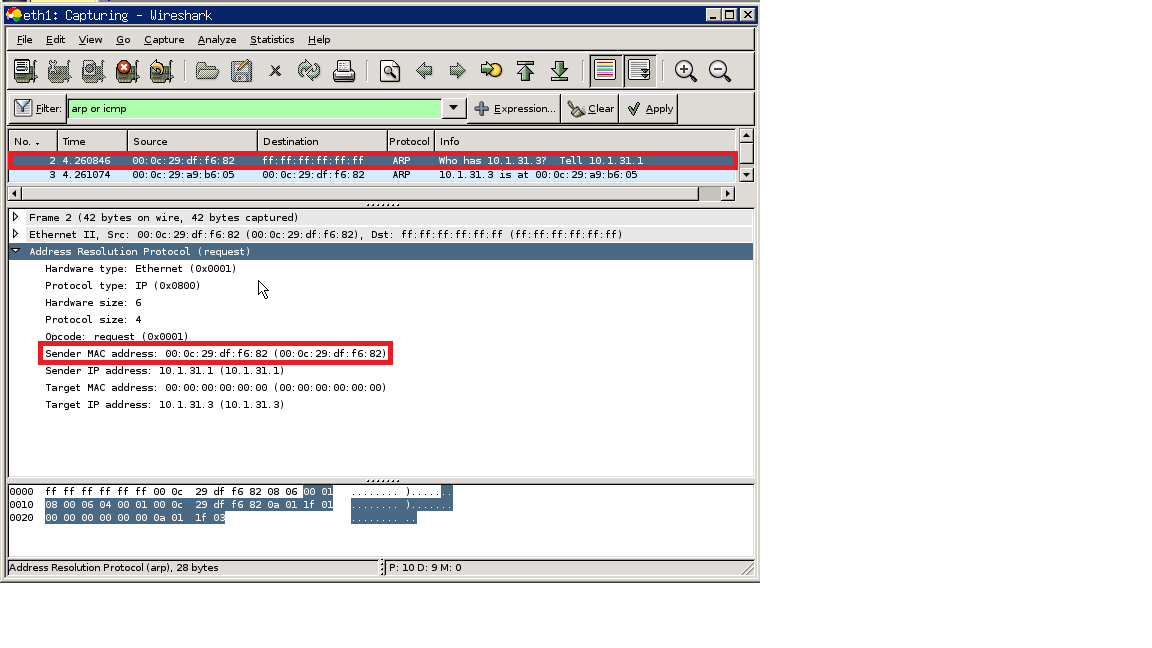 eth1: Capturing - Wireshark
File Edit View Go Capture Analyze Statistics Help
Filter: arp or icmp Expression... Clear Apply
No. . Time Source Destination Protocol Info
2 4.260846 00:0c:29:df:f6:82 ff:ff:ff:ff:ff:ff ARP Who has 10.1.31.3? Tell 10.1.31.1
3 4.261074 00:0c:29:a9:b6:05 00:0c:29:df:f6:82 ARP 10.1.31.3 is at 00:0c:29:a9:b6:05
Frame 2 (42 bytes on wire, 42 bytes captured)
Ethernet II, Src: 00:0c:29:df:f6:82 (00:0c:29:df:f6:82), Dst: ff:ff:ff:ff:ff:ff (ff:ff:ff:ff:ff:ff)
Address Resolution Protocol (request)
Hardware type: Ethernet (0x0001)
Protocol type: IP (0x0800)
Hardware size: 6
Protocol size: 4
Opcode: request (0x0001)
Sender MAC address: 00:0c:29:df:f6:82 (00:0c:29:df:f6:82)
Sender IP address: 10.1.31.1 (10.1.31.1)
Target MAC address: 00:00:00:00:00:00 (00:00:00:00:00:00)
Target IP address: 10.1.31.3 (10.1.31.3)
0000 ff ff ff ff ff ff 00 0c 29 df f6 82 08 06 00 01 ........ ).......
0010 08 00 06 04 00 01 00 0c 29 df f6 82 0a 01 1f 01 ........ ).......
0020 00 00 00 00 00 00 0a 01 1f 03 ........ ..
Address Resolution Protocol (arp), 28 bytes P: 10 D: 9 M: 0